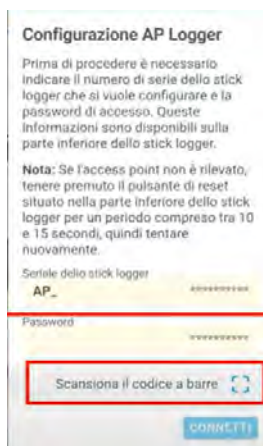 Configurazione AP Logger
Prima di procedere è necessario
indicare il numero di serie dello stick
logger che si vuole configurare e la
password di accesso. Queste
informazioni sono disponibili sulla
parte inferiore dello stick logger.
Nota: Se l'access point non è rilevato,
tenere premuto il pulsante di reset
situato nella parte inferiore dello stick
logger per un periodo compreso tra 10
e 15 secondi, quindi tentare
nuovamente.
Seriale dello stick logger
AP_ **********
Password
**********
Scansiona il codice a barre
CONNETTI